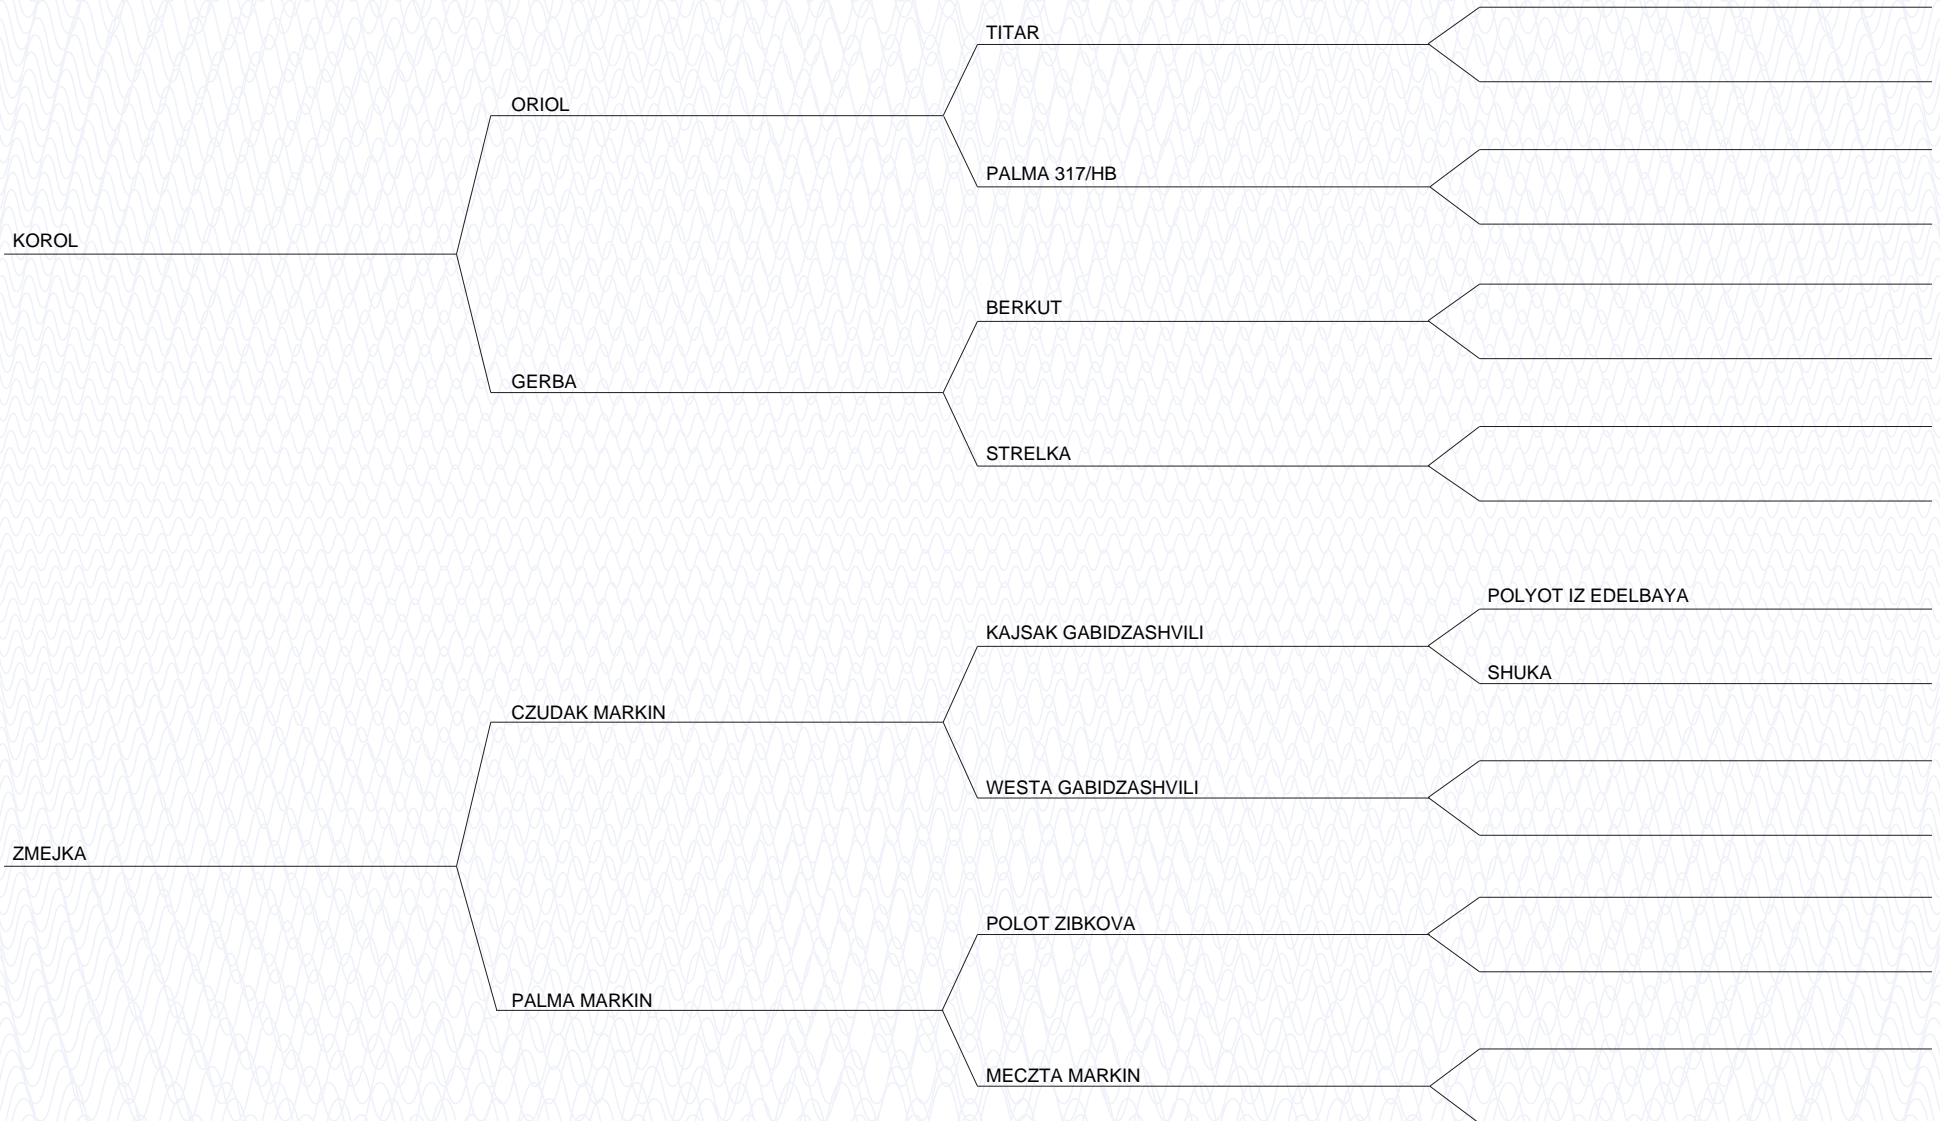 TITAR
ORIOL
PALMA 317/HB
KOROL
BERKUT
GERBA
STRELKA
POLYOT IZ EDELBAYA
KAJSAK GABIDZASHVILI
SHUKA
CZUDAK MARKIN
WESTA GABIDZASHVILI
ZMEJKA
POLOT ZIBKOVA
PALMA MARKIN
MECZTA MARKIN